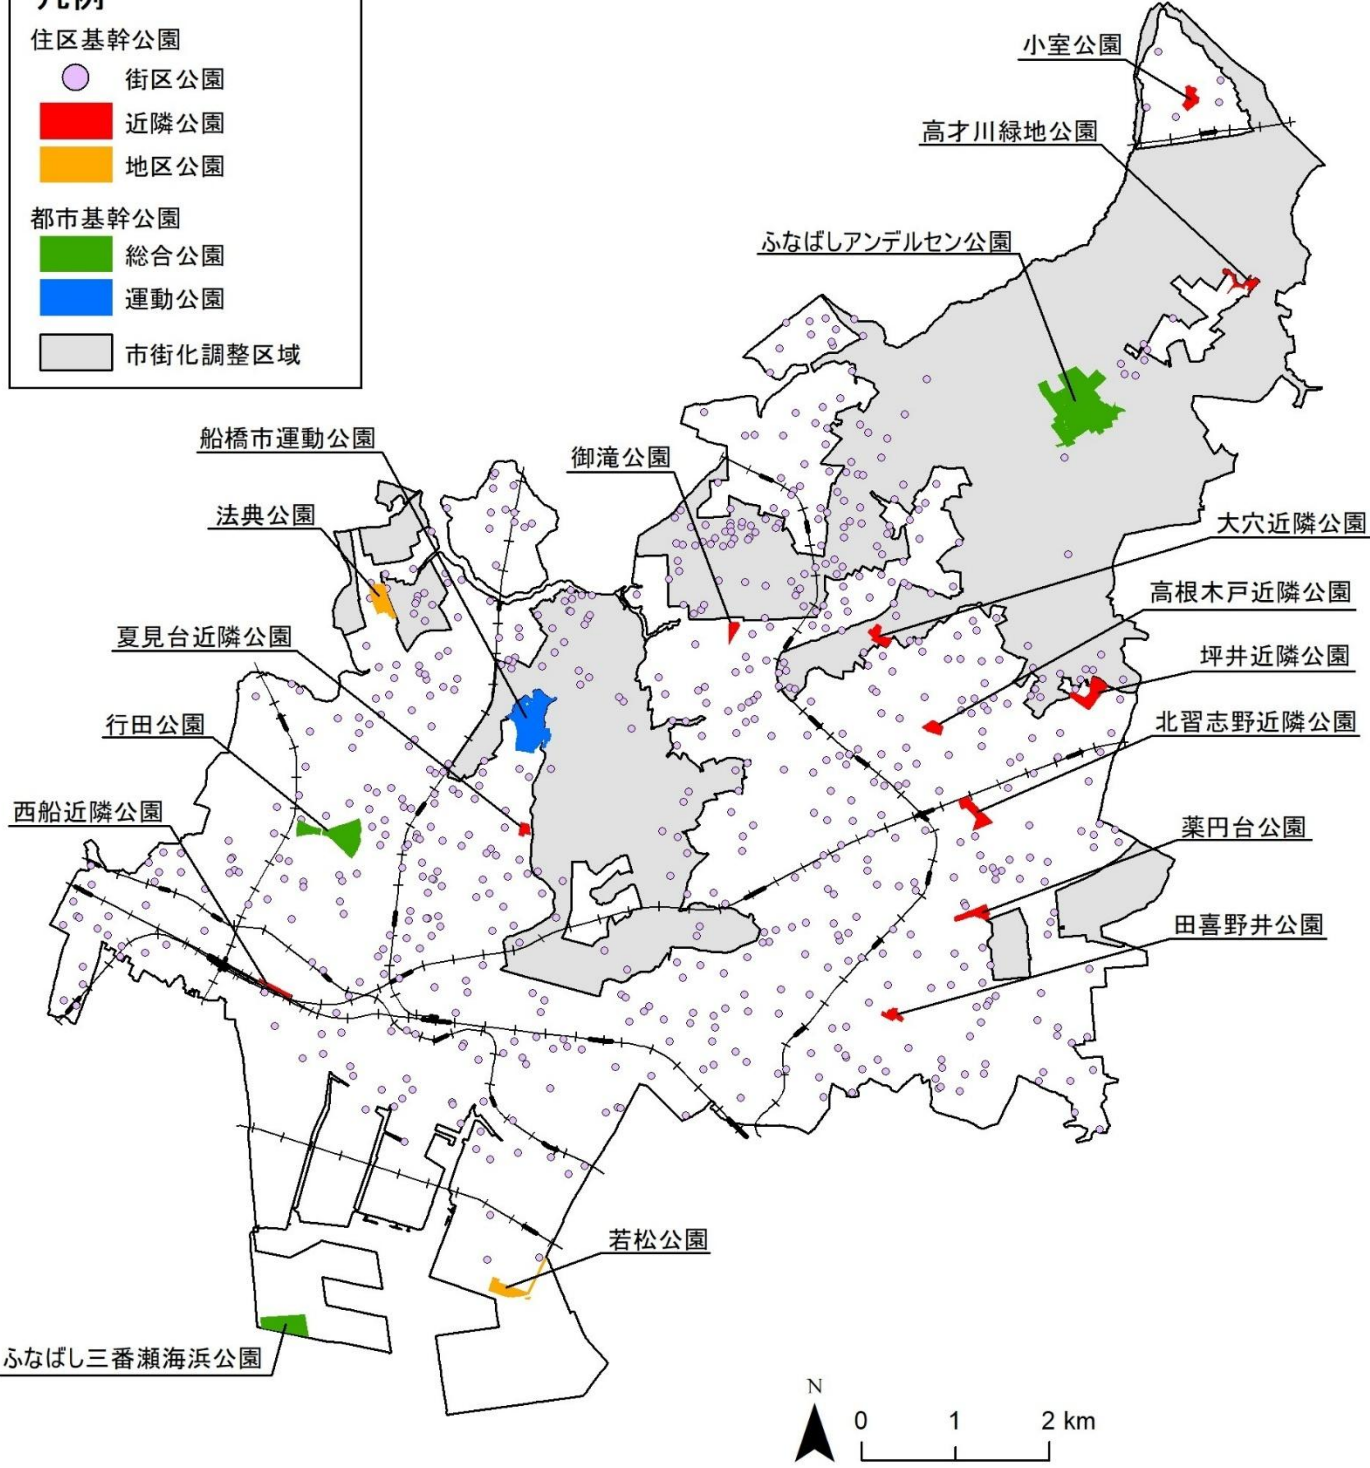 凡例
住区基幹公園
街区公園
近隣公園
地区公園
都市基幹公園
総合公園
運動公園
市街化調整区域
小室公園
高才川緑地公園
ふなばしアンデルセン公園
船橋市運動公園
御滝公園
法典公園
大穴近隣公園
高根木戸近隣公園
夏見台近隣公園
坪井近隣公園
行田公園
北習志野近隣公園
西船近隣公園
薬円台公園
田喜野井公園
若松公園
ふなばし三番瀬海浜公園
N
0 1 2 km